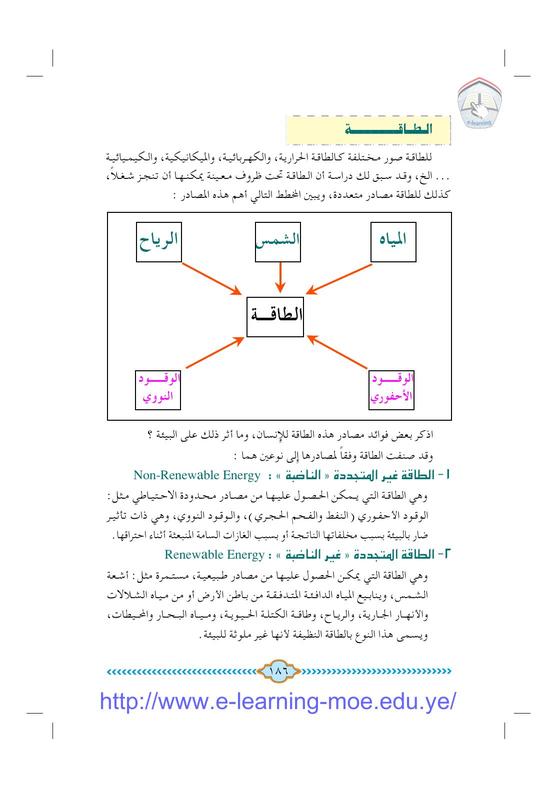 e-learning
الـطـاقـــــــــة
للطاقة صور مختلفة كالطاقة الحرارية، والكهربائية، والميكانيكية، والكيميائية
... الخ، وقد سبق لك دراسة أن الطاقة تحت ظروف معينة يمكنها أن تنجز شغلاً،
كذلك للطاقة مصادر متعددة، ويبين المخطط التالي أهم هذه المصادر :
المياه
الشمس
الرياح
الطاقــة
الوقــــود
الأحفوري
الوقــــود
النووي
اذكر بعض فوائد مصادر هذه الطاقة للإنسان، وما أثر ذلك على البيئة ؟
وقد صنفت الطاقة وفقاً لمصادرها إلى نوعين هما :
١- الطاقة غير المتجددة « الناضبة » : Non-Renewable Energy
وهي الطاقة التي يمكن الحصول عليها من مصادر محدودة الاحتياطي مثل :
الوقود الأحفوري ( النفط والفحم الحجري)، والوقود النووي، وهي ذات تأثير
ضار بالبيئة بسبب مخلفاتها الناتجة أو بسبب الغازات السامة المنبعثة أثناء احتراقها .
٢- الطاقة المتجددة « غير الناضبة » : Renewable Energy
وهي الطاقة التي يمكن الحصول عليها من مصادر طبيعية، مستمرة مثل : أشعة
الشمس، وينابيع المياه الدافئة المتدفقة من باطن الأرض أو من مياه الشلالات
والأنهار الجارية، والرياح، وطاقة الكتلة الحيوية، ومياه البحار والمحيطات،
ويسمى هذا النوع بالطاقة النظيفة لأنها غير ملوثة للبيئة .
١٨٦
http://www.e-learning-moe.edu.ye/